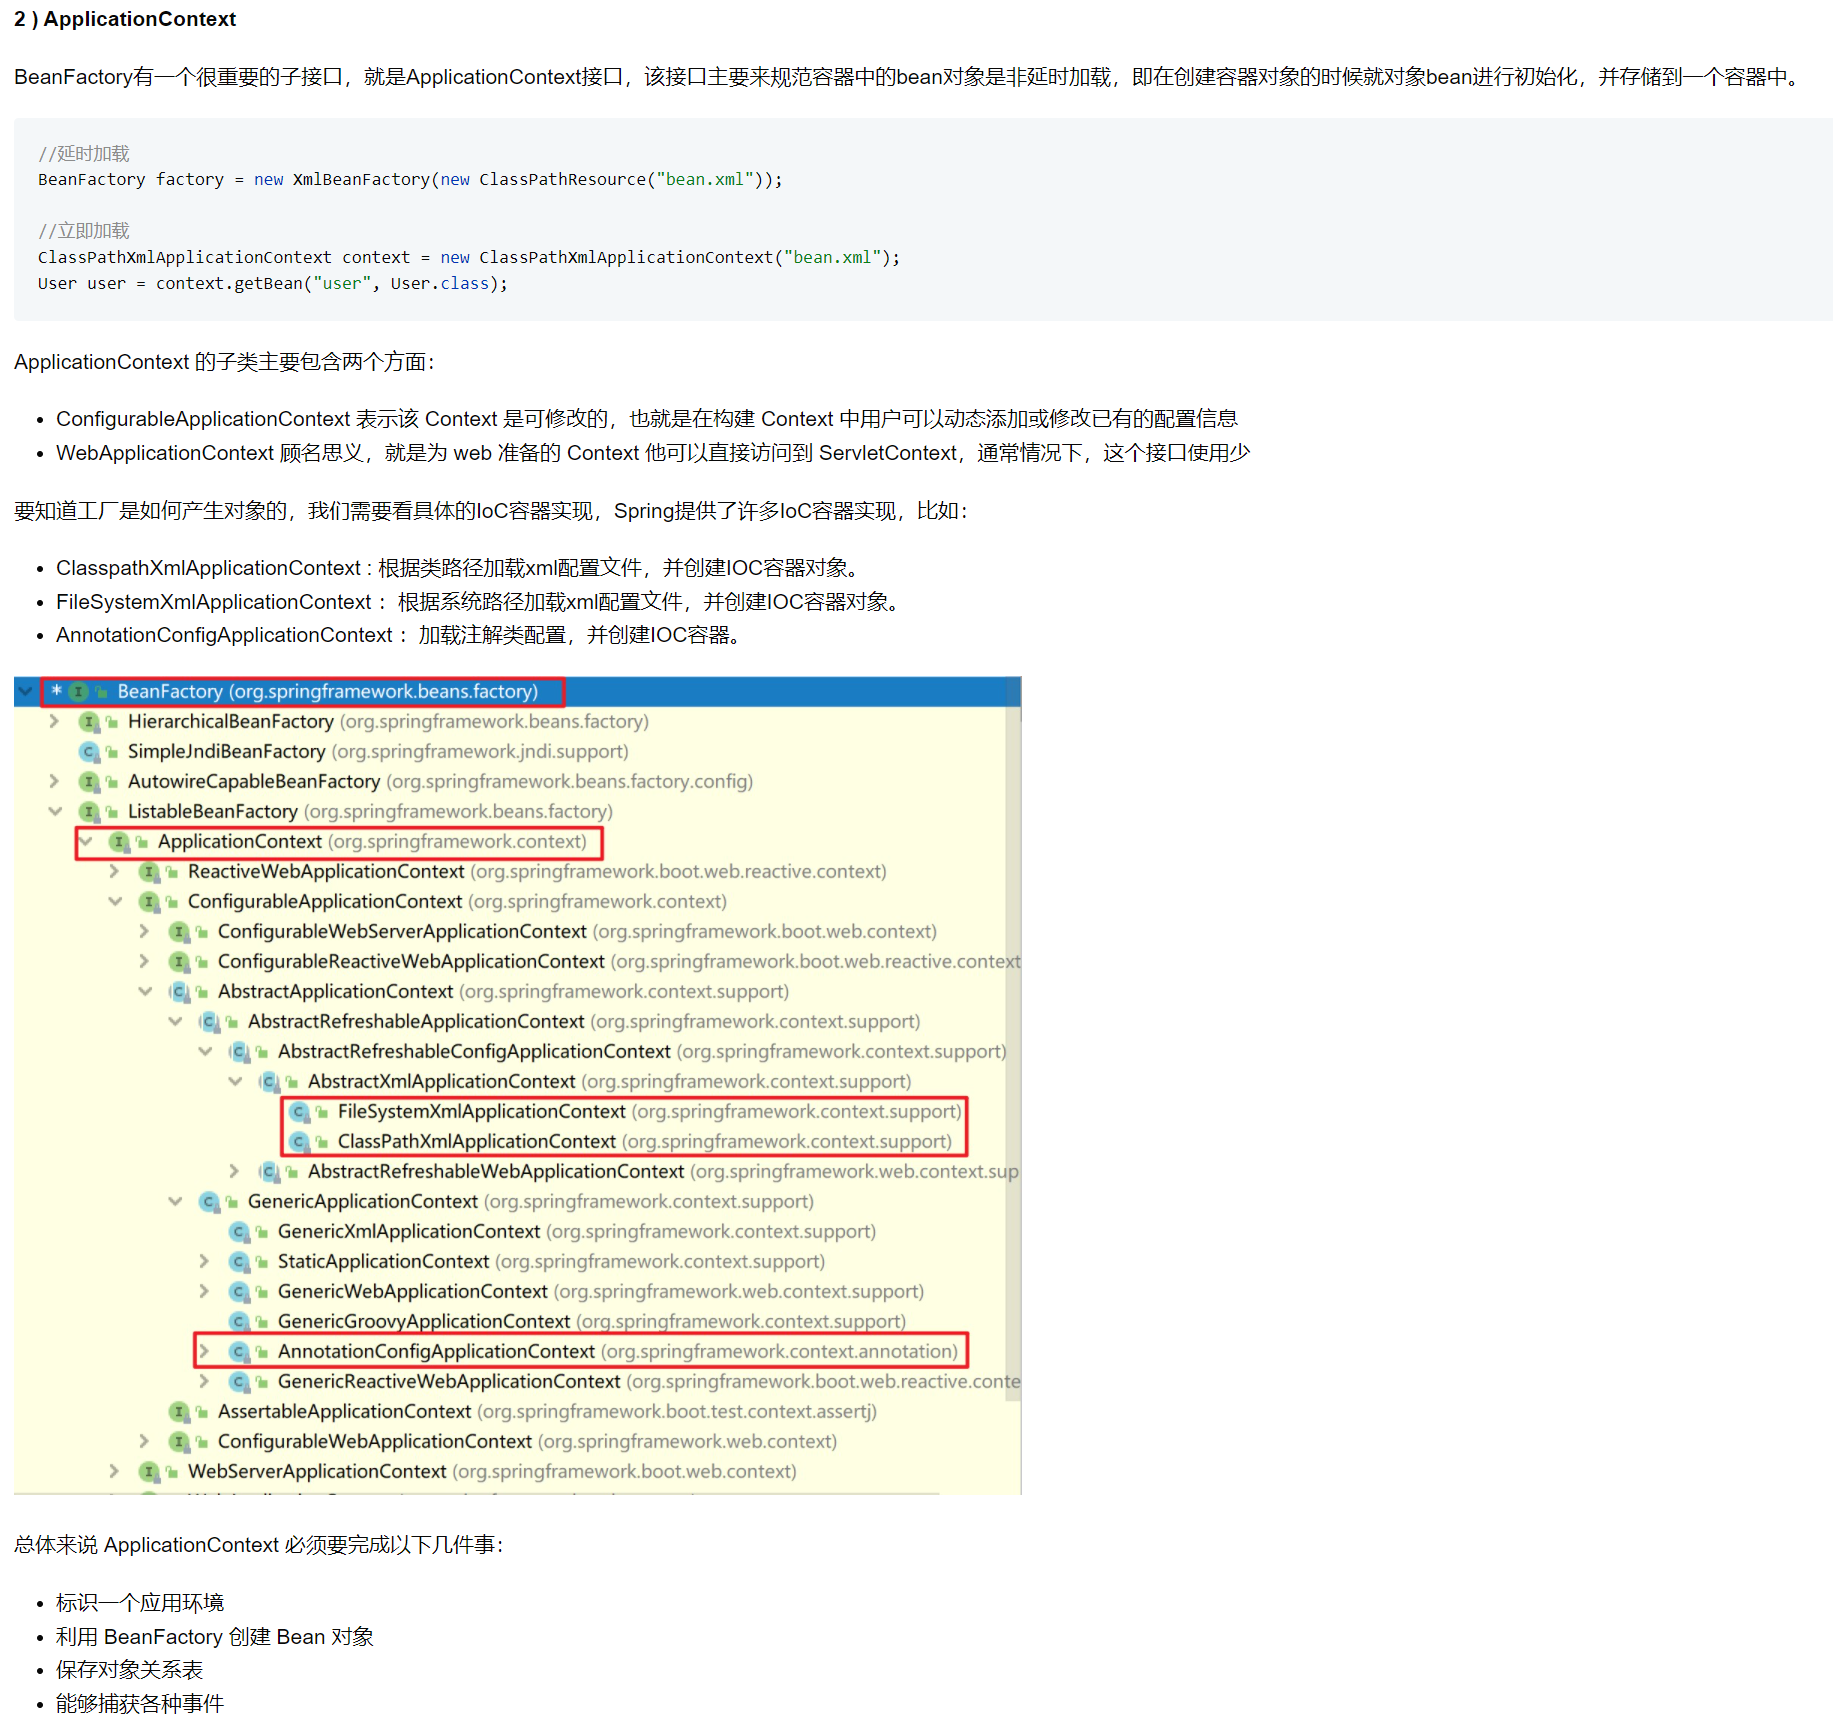 2 ) ApplicationContext
BeanFactory有一个很重要的子接口，就是ApplicationContext接口，该接口主要来规范容器中的bean对象是非延时加载，即在创建容器对象的时候就对象bean进行初始化，并存储到一个容器中。
//延时加载
BeanFactory factory = new XmlBeanFactory(new ClassPathResource("bean.xml"));
//立即加载
ClassPathXmlApplicationContext context = new ClassPathXmlApplicationContext("bean.xml");
User user = context.getBean("user", User.class);
ApplicationContext 的子类主要包含两个方面：
• ConfigurableApplicationContext 表示该 Context 是可修改的，也就是在构建 Context 中用户可以动态添加或修改已有的配置信息
• WebApplicationContext 顾名思义，就是为 web 准备的 Context 他可以直接访问到 ServletContext，通常情况下，这个接口使用少
要知道工厂是如何产生对象的，我们需要看具体的IoC容器实现，Spring提供了许多IoC容器实现，比如：
• ClasspathXmlApplicationContext : 根据类路径加载xml配置文件，并创建IOC容器对象。
• FileSystemXmlApplicationContext ：根据系统路径加载xml配置文件，并创建IOC容器对象。
• AnnotationConfigApplicationContext ：加载注解类配置，并创建IOC容器。
* BeanFactory (org.springframework.beans.factory)
HierarchicalBeanFactory (org.springframework.beans.factory)
SimpleJndiBeanFactory (org.springframework.jndi.support)
AutowireCapableBeanFactory (org.springframework.beans.factory.config)
ListableBeanFactory (org.springframework.beans.factory)
ApplicationContext (org.springframework.context)
ReactiveWebApplicationContext (org.springframework.boot.web.reactive.context)
ConfigurableApplicationContext (org.springframework.context)
ConfigurableWebServerApplicationContext (org.springframework.boot.web.context)
ConfigurableReactiveWebApplicationContext (org.springframework.boot.web.reactive.context
AbstractApplicationContext (org.springframework.context.support)
AbstractRefreshableApplicationContext (org.springframework.context.support)
AbstractRefreshableConfigApplicationContext (org.springframework.context.support)
AbstractXmlApplicationContext (org.springframework.context.support)
FileSystemXmlApplicationContext (org.springframework.context.support)
ClassPathXmlApplicationContext (org.springframework.context.support)
AbstractRefreshableWebApplicationContext (org.springframework.web.context.sup
GenericApplicationContext (org.springframework.context.support)
GenericXmlApplicationContext (org.springframework.context.support)
StaticApplicationContext (org.springframework.context.support)
GenericWebApplicationContext (org.springframework.web.context.support)
GenericGroovyApplicationContext (org.springframework.context.support)
AnnotationConfigApplicationContext (org.springframework.context.annotation)
GenericReactiveWebApplicationContext (org.springframework.boot.web.reactive.conte
AssertableApplicationContext (org.springframework.boot.test.context.assertj)
ConfigurableWebApplicationContext (org.springframework.web.context)
WebServerApplicationContext (org.springframework.boot.web.context)
总体来说 ApplicationContext 必须要完成以下几件事：
• 标识一个应用环境
• 利用 BeanFactory 创建 Bean 对象
• 保存对象关系表
• 能够捕获各种事件